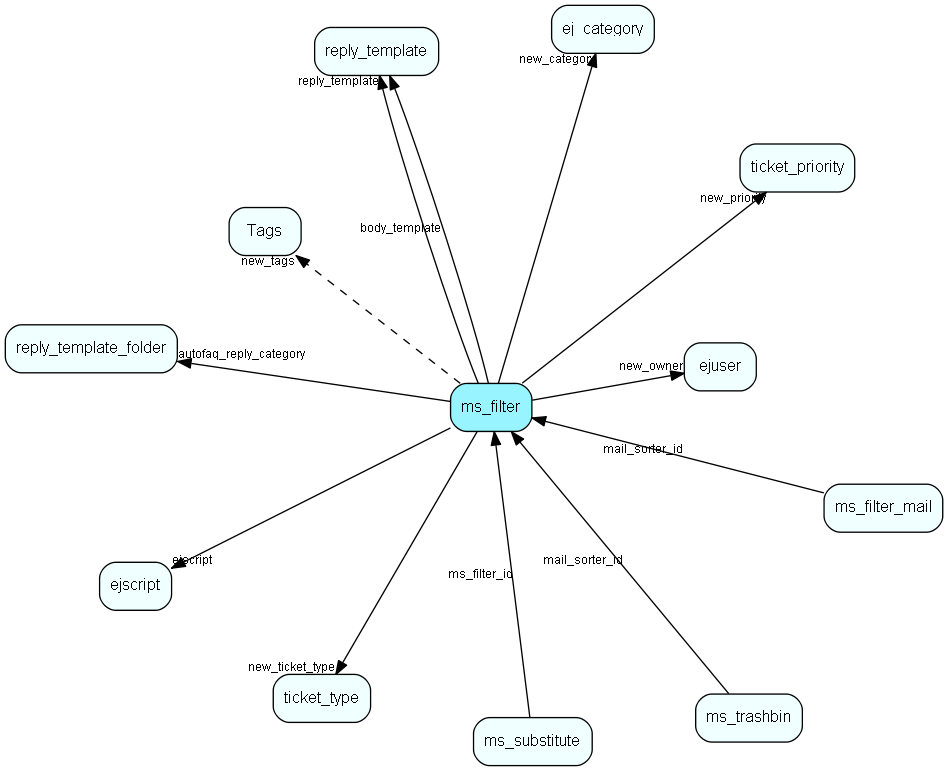 ej_category
reply_template
new_category
reply_template
ticket_priority
new_priority
body_template
Tags
new_tags
reply_template_folder
autofaq_reply_category
new_owner
ejuser
ms_filter
mail_sorter_id
ms_filter_mail
ejscript
ejscript
mail_sorter_id
ms_filter_id
new_ticket_type
ticket_type
ms_trashbin
ms_substitute